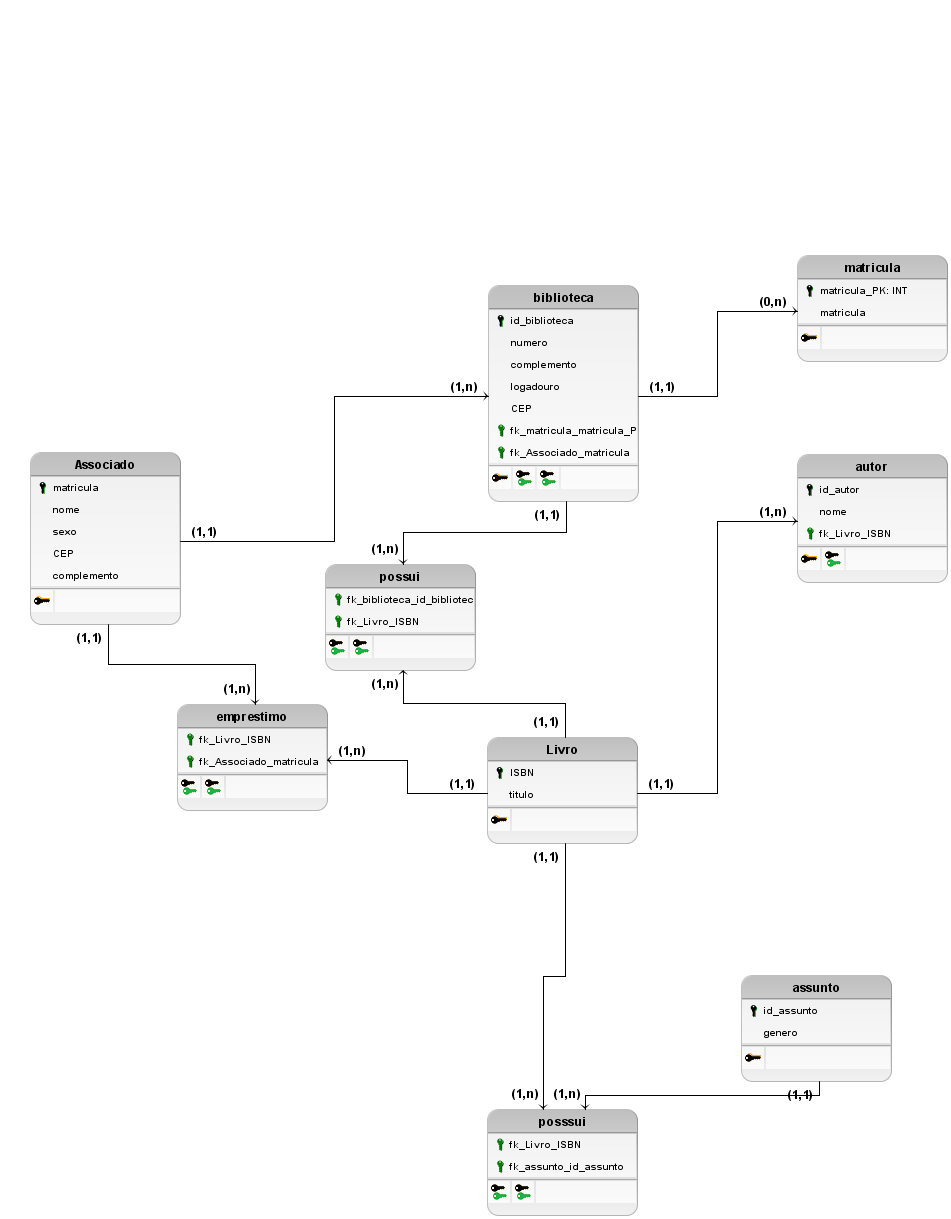 matricula
matricula_PK: INT
matricula
(0,n)
biblioteca
id_biblioteca
numero
complemento
logadouro
CEP
fk_matricula_matricula_P
fk_Associado_matricula
(1,n)
(1,1)
(1,1)
Associado
matricula
nome
sexo
CEP
complemento
(1,1)
(1,1)
autor
id_autor
nome
fk_Livro_ISBN
(1,n)
possui
fk_biblioteca_id_bibliotec
fk_Livro_ISBN
(1,n)
(1,n)
emprestimo
fk_Livro_ISBN
fk_Associado_matricula
(1,n)
(1,n)
Livro
ISBN
titulo
(1,1)
(1,1)
(1,1)
(1,1)
assunto
id_assunto
genero
(1,1)
posssui
fk_Livro_ISBN
fk_assunto_id_assunto
(1,n)
(1,n)